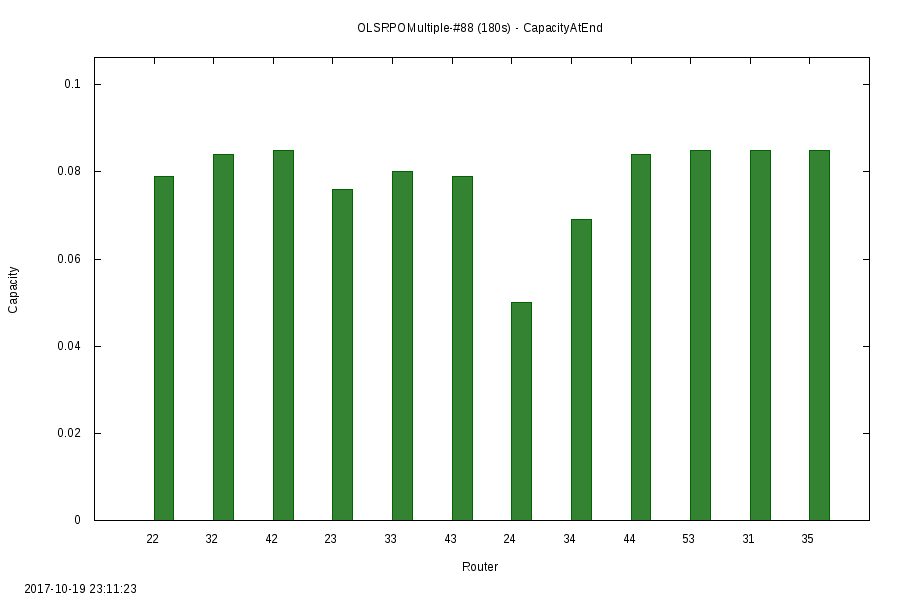 OLSRPOMultiple-#88 (180s) - CapacityAtEnd
0.1
0.08
0.06
0.04
0.02
0
Capacity
22 32 42 23 33 43 24 34 44 53 31 35
Router
2017-10-19 23:11:23